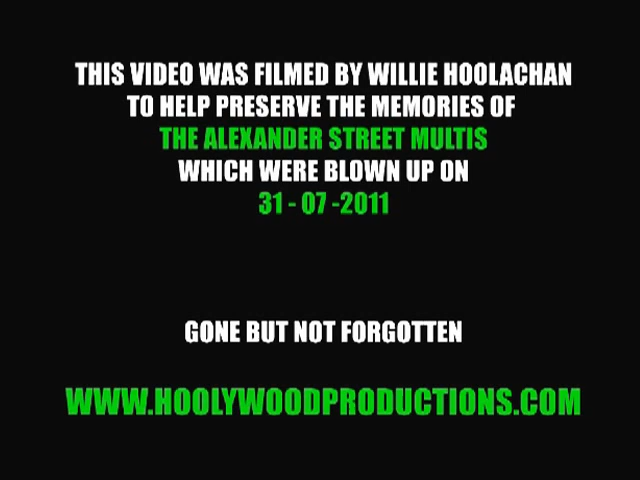 THIS VIDEO WAS FILMED BY WILLIE HOOLACHAN
TO HELP PRESERVE THE MEMORIES OF
THE ALEXANDER STREET MULTIS
WHICH WERE BLOWN UP ON
31 - 07 -2011
GONE BUT NOT FORGOTTEN
WWW.HOOLYWOODPRODUCTIONS.COM